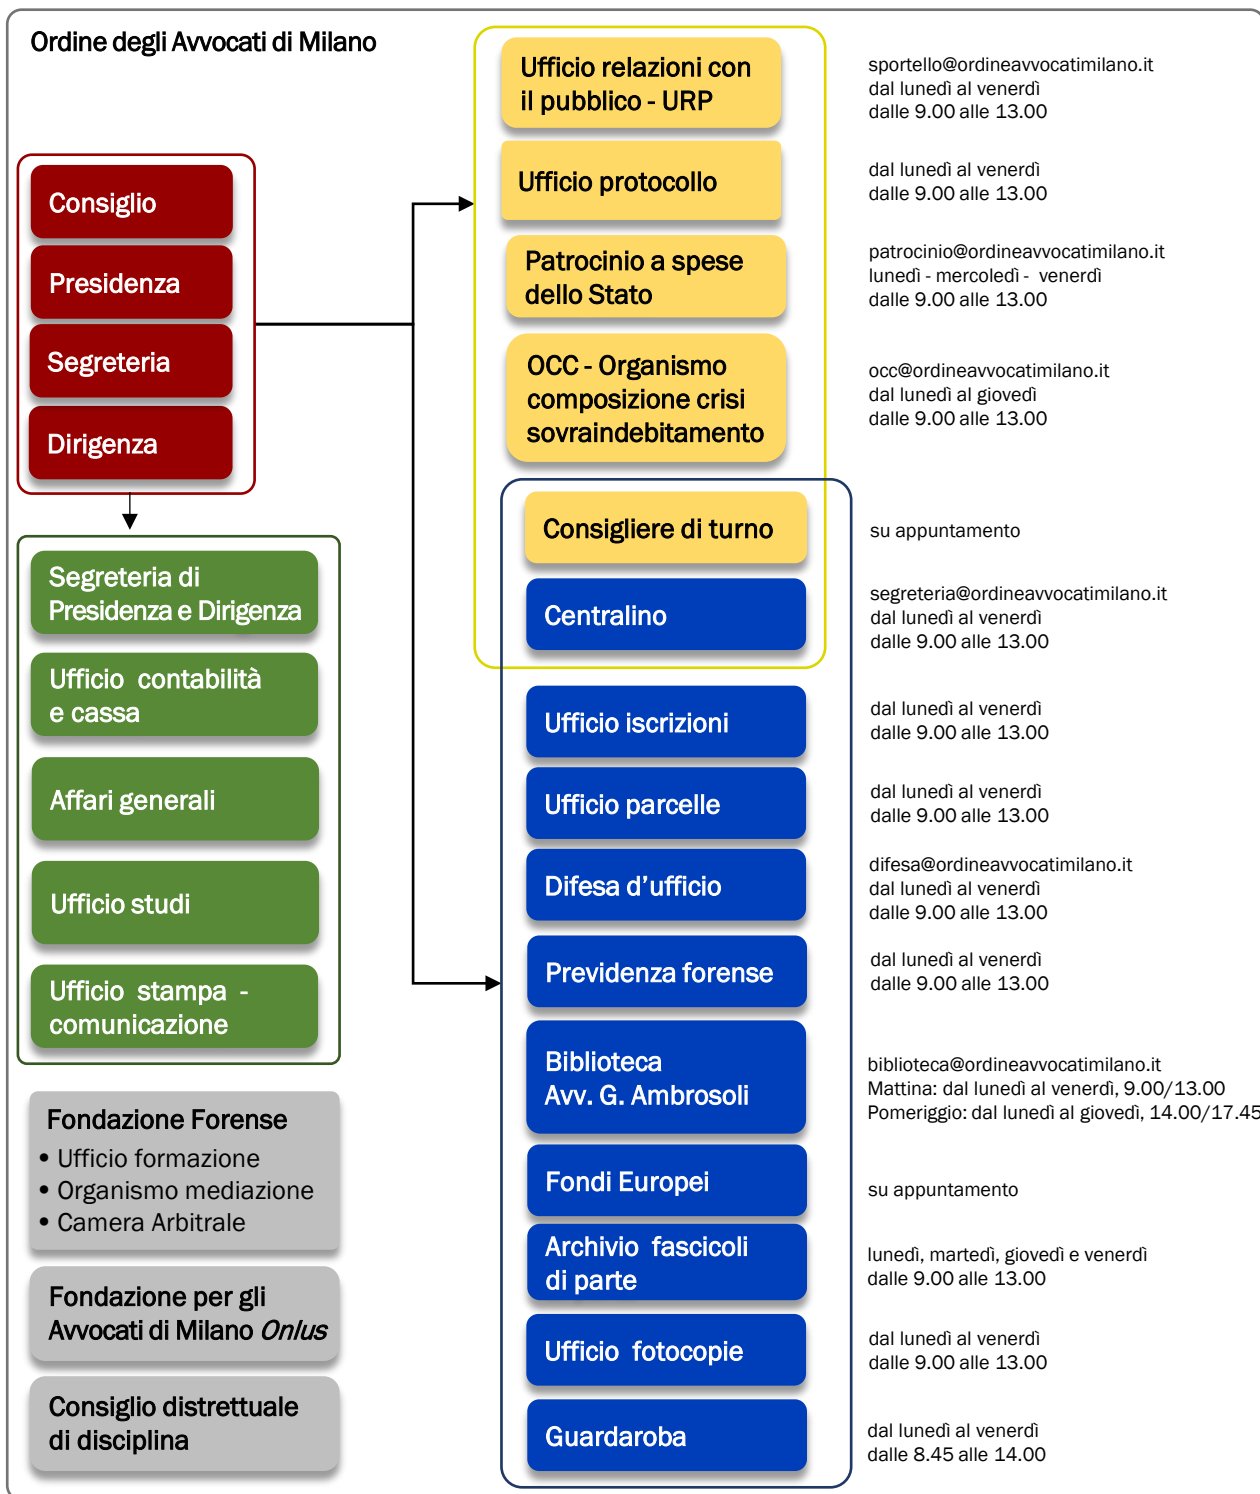 Ordine degli Avvocati di Milano
Consiglio
Presidenza
Segreteria
Dirigenza
Segreteria di
Presidenza e Dirigenza
Ufficio contabilità
e cassa
Affari generali
Ufficio studi
Ufficio stampa -
comunicazione
Fondazione Forense
• Ufficio formazione
• Organismo mediazione
• Camera Arbitrale
Fondazione per gli
Avvocati di Milano Onlus
Consiglio distrettuale
di disciplina
Ufficio relazioni con
il pubblico - URP
sportello@ordineavvocatimilano.it
dal lunedì al venerdì
dalle 9.00 alle 13.00
Ufficio protocollo
dal lunedì al venerdì
dalle 9.00 alle 13.00
Patrocinio a spese
dello Stato
patrocinio@ordineavvocatimilano.it
lunedì - mercoledì - venerdì
dalle 9.00 alle 13.00
OCC - Organismo
composizione crisi
sovraindebitamento
occ@ordineavvocatimilano.it
dal lunedì al giovedì
dalle 9.00 alle 13.00
Consigliere di turno
su appuntamento
Centralino
segreteria@ordineavvocatimilano.it
dal lunedì al venerdì
dalle 9.00 alle 13.00
Ufficio iscrizioni
dal lunedì al venerdì
dalle 9.00 alle 13.00
Ufficio parcelle
dal lunedì al venerdì
dalle 9.00 alle 13.00
Difesa d’ufficio
difesa@ordineavvocatimilano.it
dal lunedì al venerdì
dalle 9.00 alle 13.00
Previdenza forense
dal lunedì al venerdì
dalle 9.00 alle 13.00
Biblioteca
Avv. G. Ambrosoli
biblioteca@ordineavvocatimilano.it
Mattina: dal lunedì al venerdì, 9.00/13.00
Pomeriggio: dal lunedì al giovedì, 14.00/17.45
Fondi Europei
su appuntamento
Archivio fascicoli
di parte
lunedì, martedì, giovedì e venerdì
dalle 9.00 alle 13.00
Ufficio fotocopie
dal lunedì al venerdì
dalle 9.00 alle 13.00
Guardaroba
dal lunedì al venerdì
dalle 8.45 alle 14.00